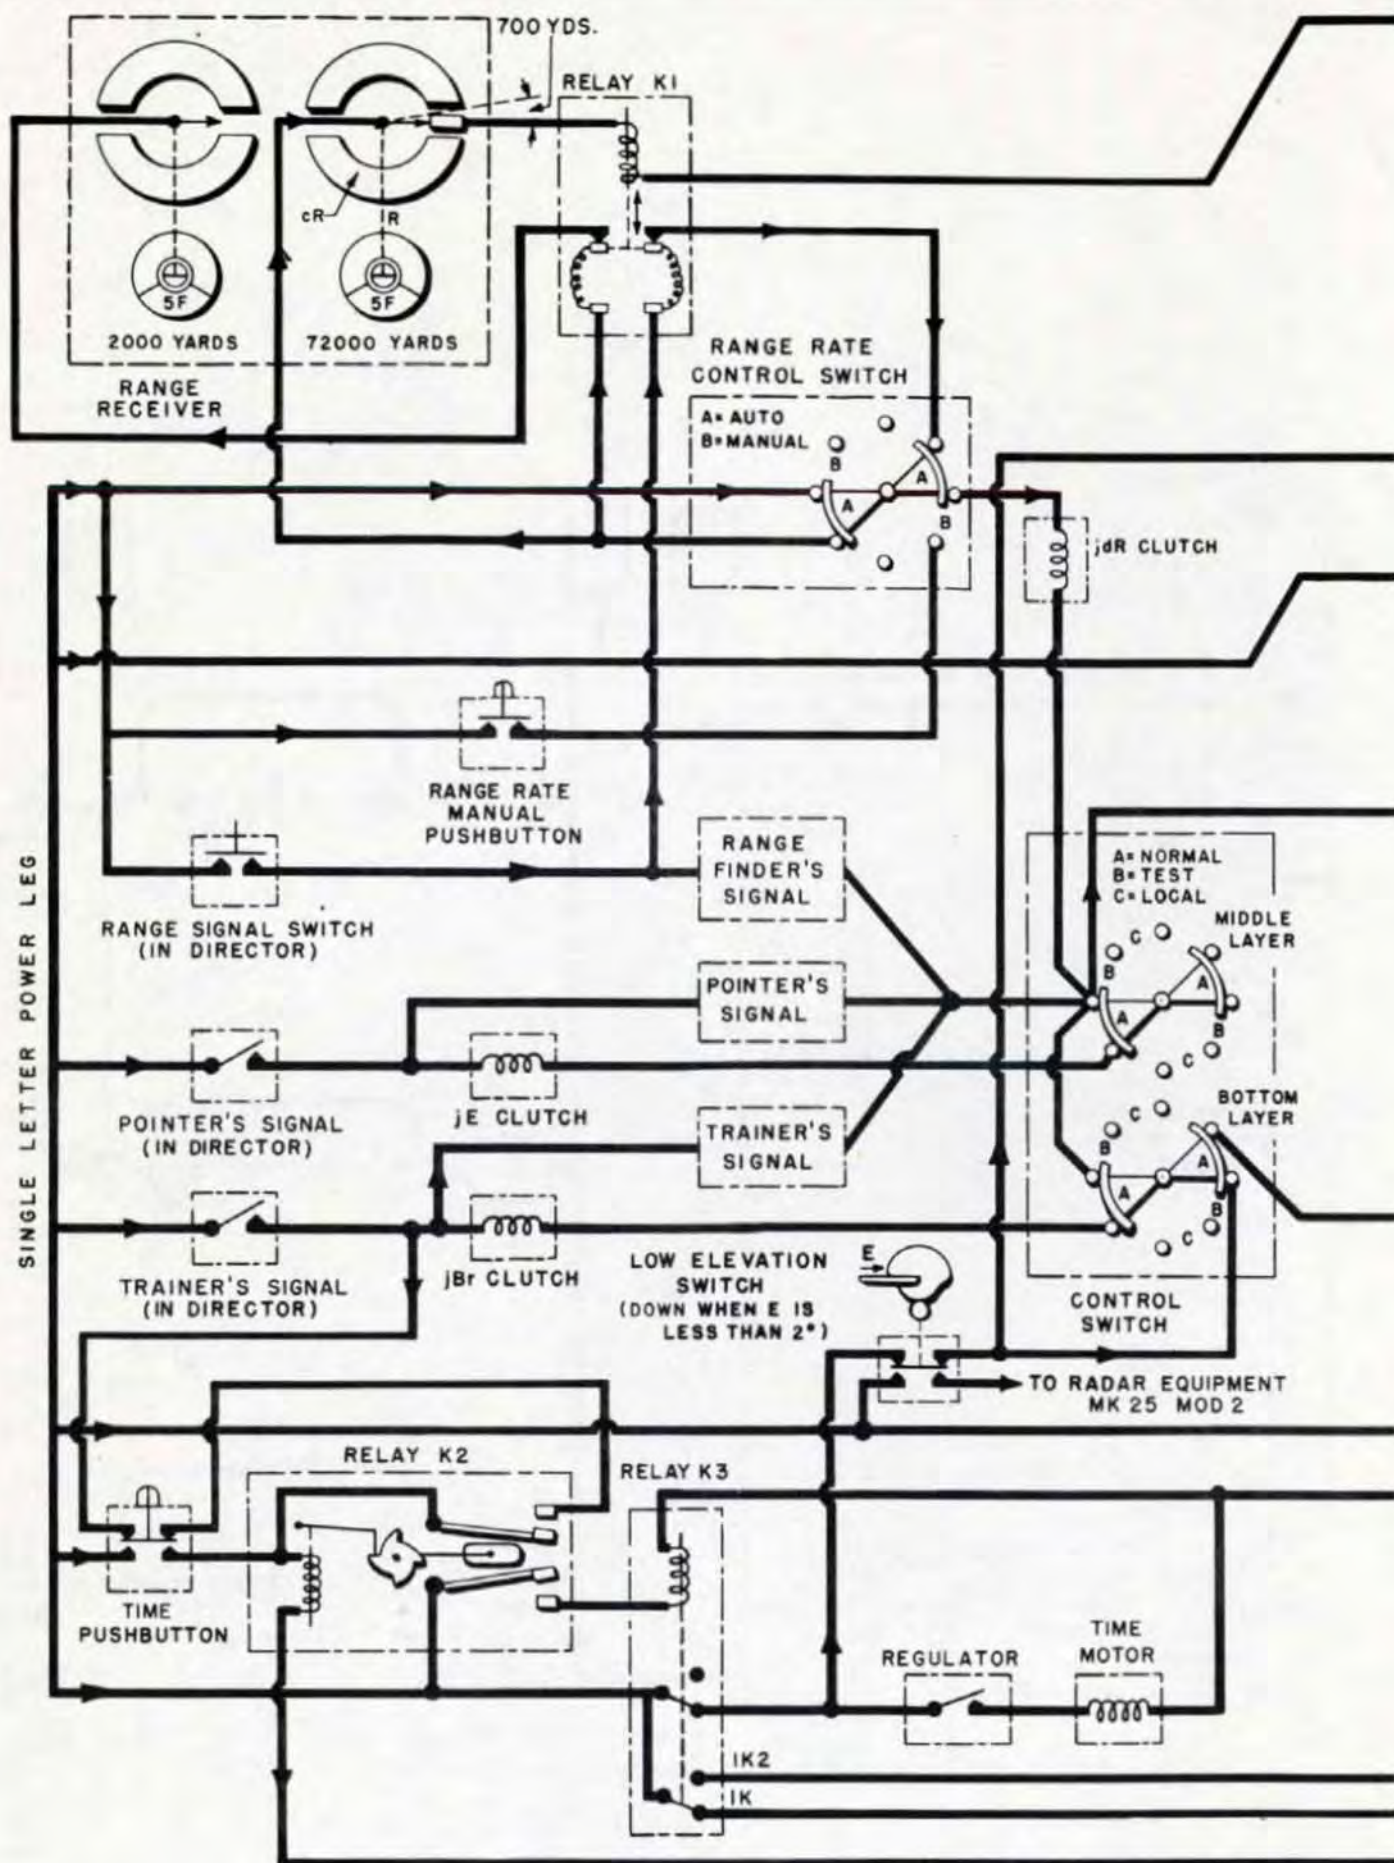 700 YDS.
RELAY K1
cR
IR
5F
5F
2000 YARDS
72000 YARDS
RANGE
RECEIVER
RANGE RATE
CONTROL SWITCH
A=AUTO
B=MANUAL
B
A
A
B
jdR CLUTCH
RANGE RATE
MANUAL
PUSHBUTTON
RANGE SIGNAL SWITCH
(IN DIRECTOR)
RANGE
FINDER'S
SIGNAL
A=NORMAL
B=TEST
C=LOCAL
MIDDLE
LAYER
C
B
A
A
B
C
POINTER'S
SIGNAL
POINTER'S SIGNAL
(IN DIRECTOR)
jE CLUTCH
TRAINER'S
SIGNAL
BOTTOM
LAYER
C
B
A
A
B
C
SINGLE LETTER POWER LEG
TRAINER'S SIGNAL
(IN DIRECTOR)
jBr CLUTCH
LOW ELEVATION
SWITCH
(DOWN WHEN E IS
LESS THAN 2°)
E
CONTROL
SWITCH
TO RADAR EQUIPMENT
MK 25 MOD 2
RELAY K2
RELAY K3
TIME
PUSHBUTTON
REGULATOR
TIME
MOTOR
IK2
IK